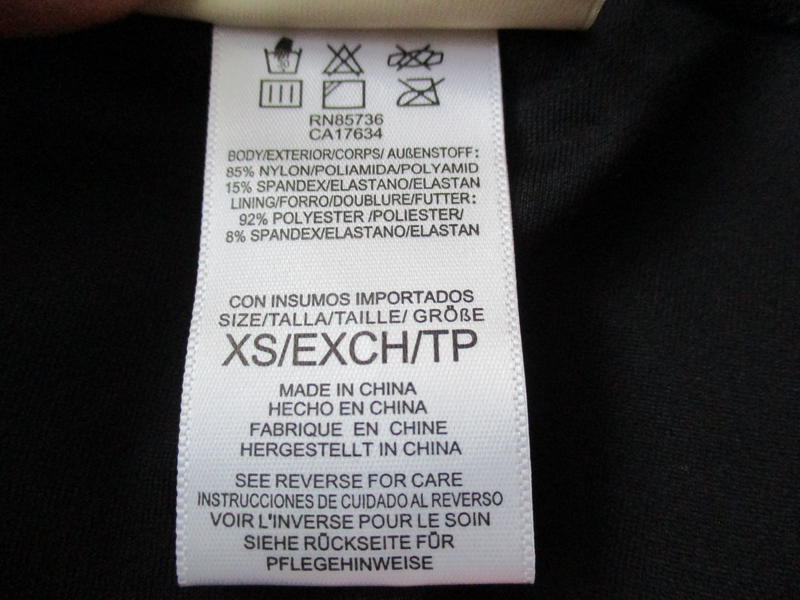 RN85736
CA17634
BODY/EXTERIOR/CORPS/ AUßENSTOFF:
85% NYLON/POLIAMIDA/POLYAMID
15% SPANDEX/ELASTANO/ELASTAN
LINING/FORRO/DOUBLURE/FUTTER:
92% POLYESTER /POLIESTER/
8% SPANDEX/ELASTANO/ELASTAN
CON INSUMOS IMPORTADOS
SIZE/TALLA/TAILLE/ GRÖßE
XS/EXCH/TP
MADE IN CHINA
HECHO EN CHINA
FABRIQUE EN CHINE
HERGESTELLT IN CHINA
SEE REVERSE FOR CARE
INSTRUCCIONES DE CUIDADO AL REVERSO
VOIR L'INVERSE POUR LE SOIN
SIEHE RÜCKSEITE FÜR
PFLEGEHINWEISE